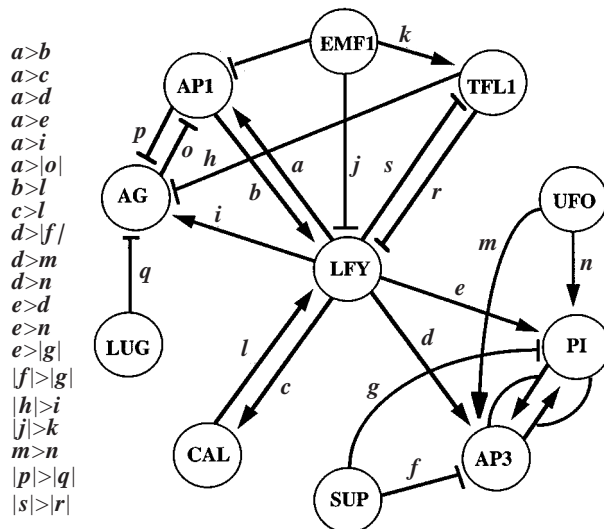 a>b
a>c
a>d
a>e
a>i
a>|o|
b>l
c>l
d>|f/
d>m
d>n
e>d
e>n
e>|g|
|f|>|g|
|h|>i
|j|>k
m>n
|p|>|q|
|s|>|r|
EMF1
k
AP1
TFL1
p
o
h
a
j
s
b
r
AG
i
UFO
m
n
LFY
q
e
LUG
l
d
PI
c
g
CAL
AP3
f
SUP